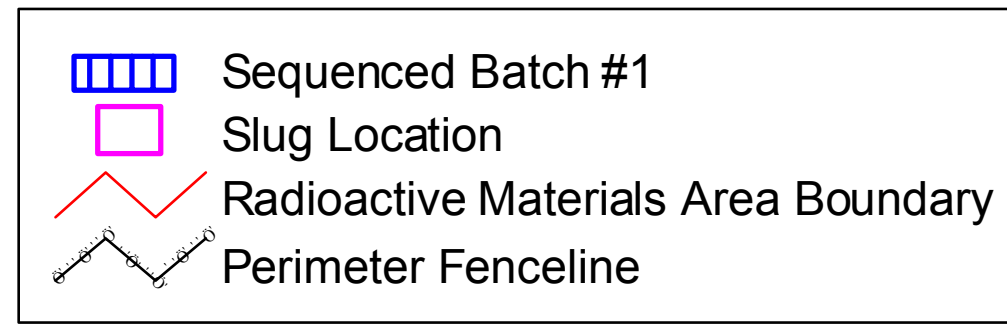 Sequenced Batch #1
Slug Location
Radioactive Materials Area Boundary
Perimeter Fenceline